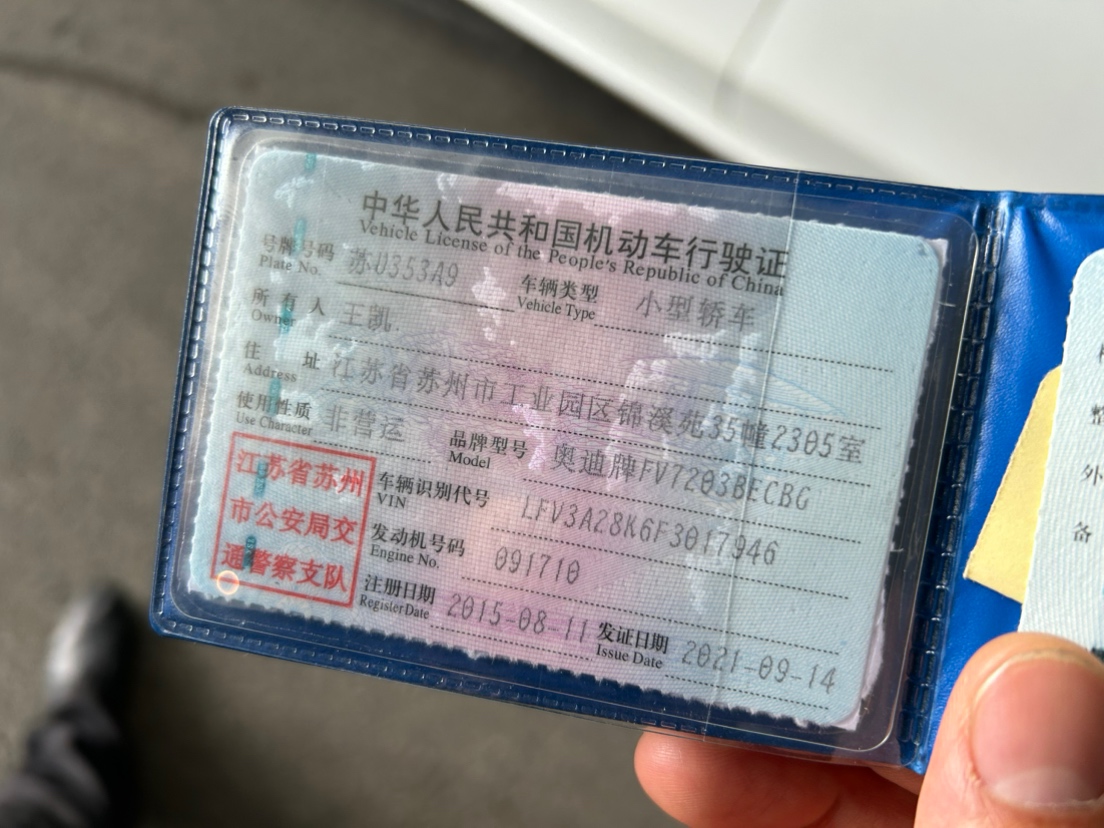 中华人民共和国机动车行驶证
Vehicle License of the People's Republic of China
号牌号码 苏U353A9 车辆类型 小型轿车
Plate No. Vehicle Type
所有人 王凯
Owner
住址 江苏省苏州市工业园区锦溪苑35幢2305室
Address
使用性质 非营运 品牌型号 奥迪牌FV7203BECBG
Use Character Model
江苏省苏州
市公安局交
通警察支队
车辆识别代号 LFV3A28K6F3017946
VIN
发动机号码 091710
Engine No.
注册日期 2015-08-11 发证日期 2021-09-14
Register Date Issue Date
整
外
备